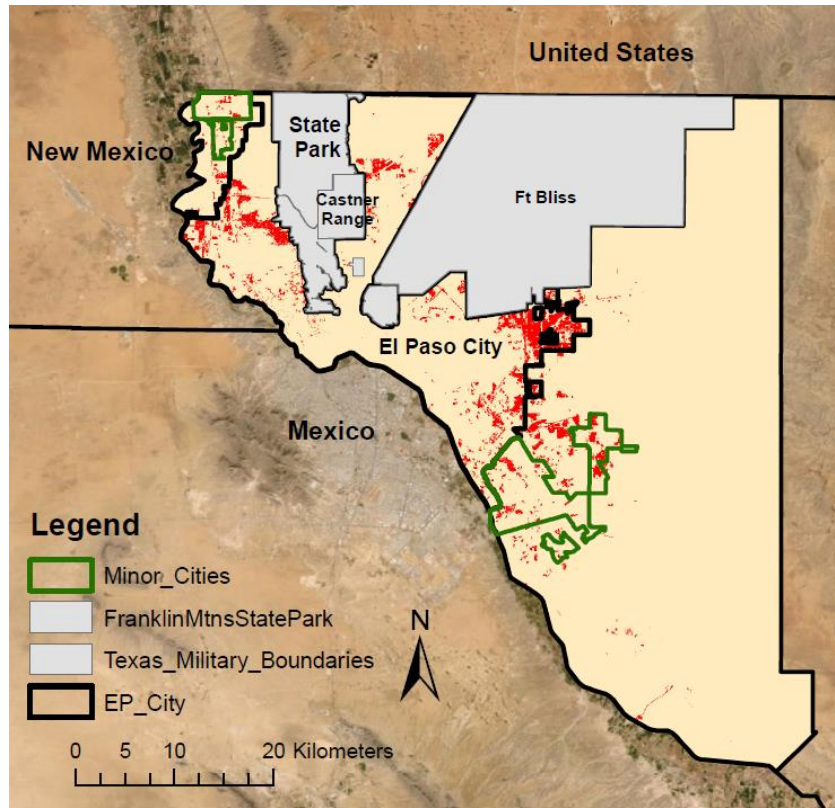 United States
New Mexico
State
Park
Castner
Range
Ft Bliss
El Paso City
Mexico
Legend
Minor_Cities
FranklinMtnsStatePark
Texas_Military_Boundaries
EP_City
N
0 5 10 20 Kilometers